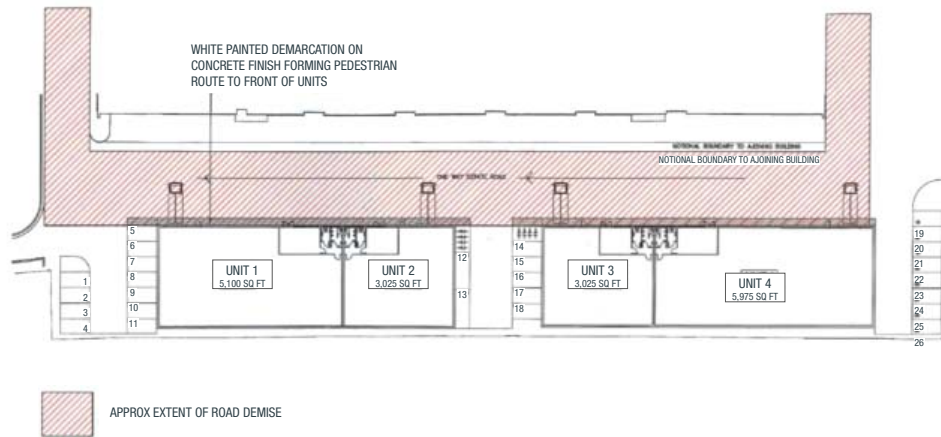 WHITE PAINTED DEMARCATION ON
CONCRETE FINISH FORMING PEDESTRIAN
ROUTE TO FRONT OF UNITS
NOTIONAL BOUNDARY TO AJOINING BUILDING
NOTIONAL BOUNDARY TO AJOINING BUILDING
ONE WAY ESTATE ROAD
1
2
3
4
5
6
7
8
9
10
11
UNIT 1
5,100 SQ FT
UNIT 2
3,025 SQ FT
12
13
14
15
16
17
18
UNIT 3
3,025 SQ FT
UNIT 4
5,975 SQ FT
19
20
21
22
23
24
25
26
APPROX EXTENT OF ROAD DEMISE